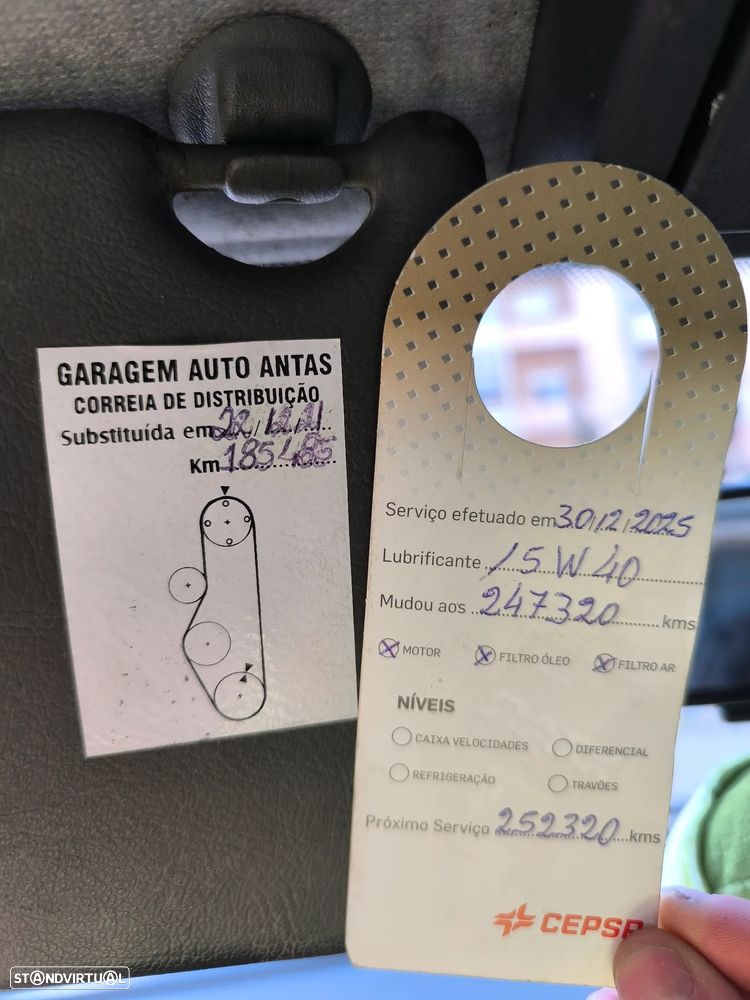 GARAGEM AUTO ANTAS
CORREIA DE DISTRIBUIÇÃO
Substituída em 22/12/21
Km 185485
Serviço efetuado em 30/12/2025
Lubrificante 15W40
Mudou aos 247320 kms
MOTOR FILTRO ÓLEO FILTRO AR
NÍVEIS
CAIXA VELOCIDADES DIFERENCIAL
REFRIGERAÇÃO TRAVÕES
Próximo Serviço 252320 kms
CEPSA
STANDVIRTUAL